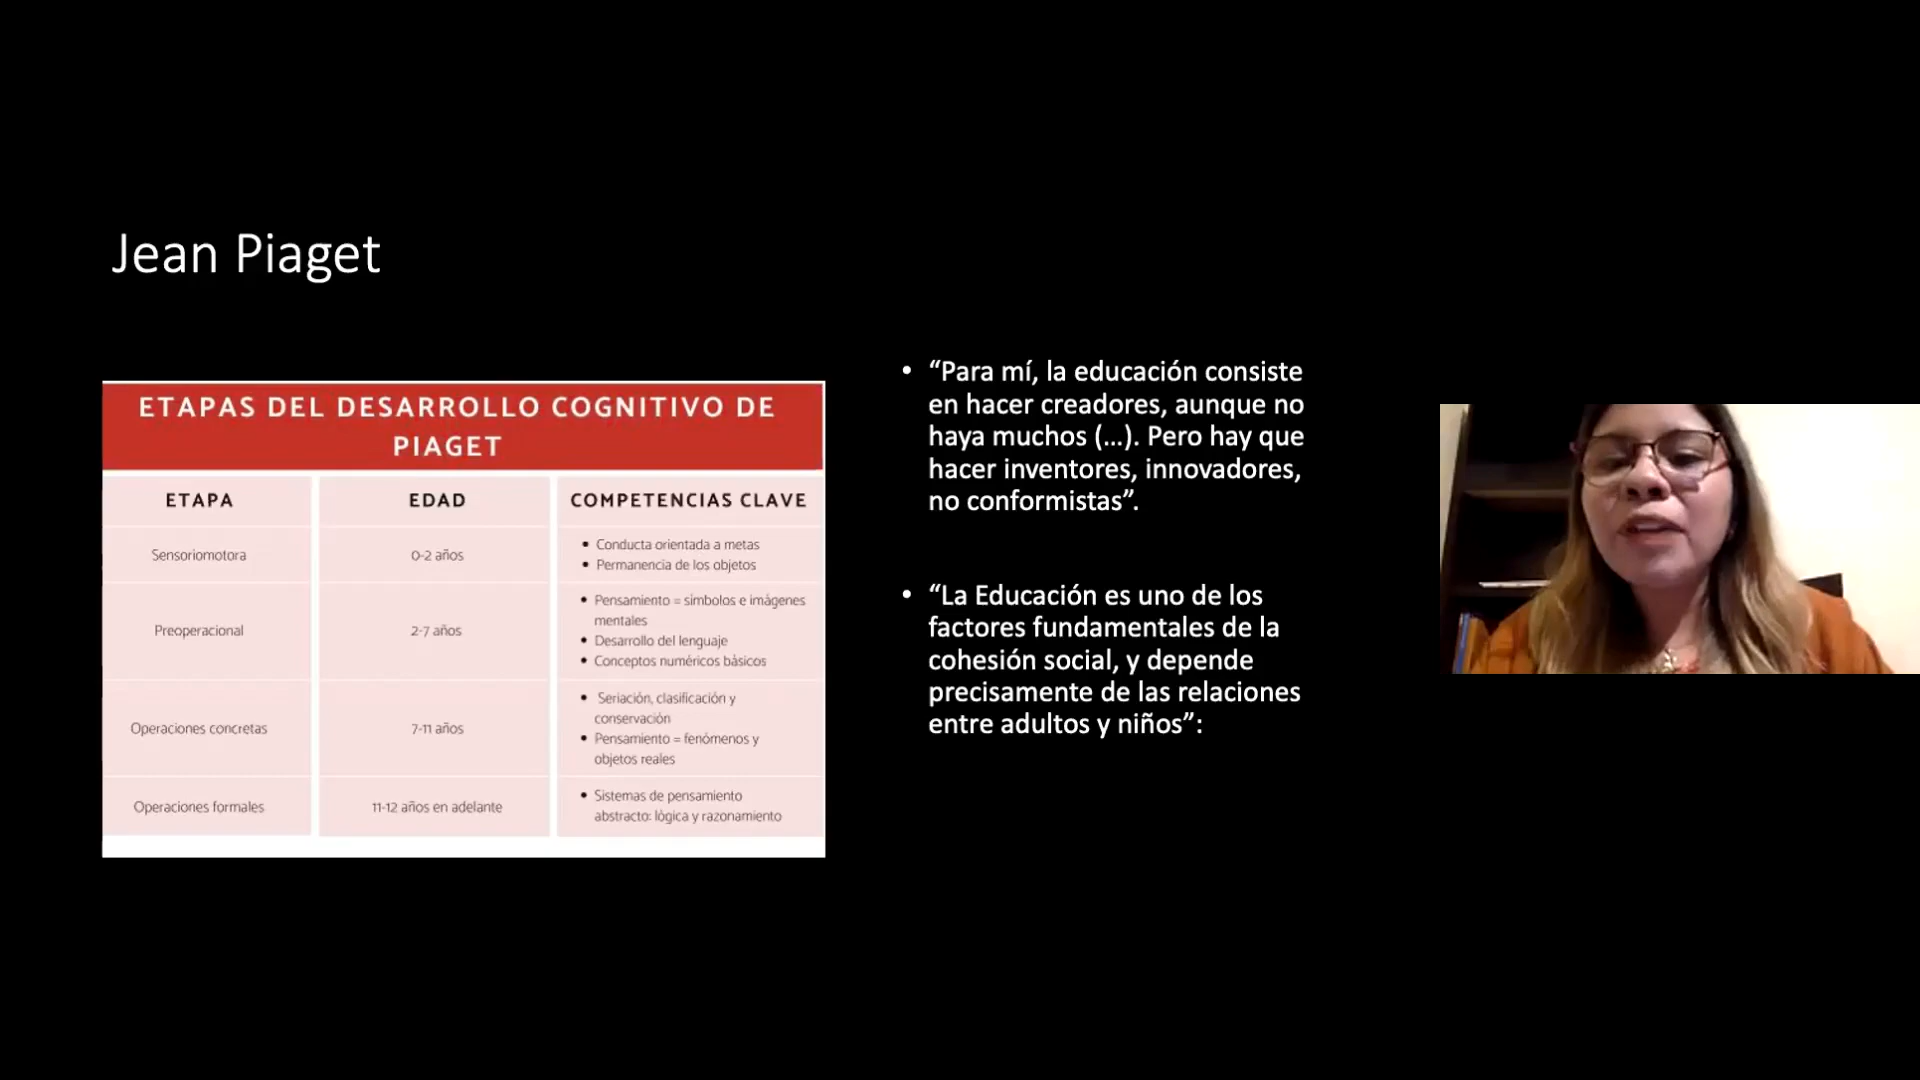 Jean Piaget
ETAPAS DEL DESARROLLO COGNITIVO DE
PIAGET
ETAPA
EDAD
COMPETENCIAS CLAVE
Sensoriomotora
0-2 años
• Conducta orientada a metas
• Permanencia de los objetos
Preoperacional
2-7 años
• Pensamiento = símbolos e imágenes
mentales
• Desarrollo del lenguaje
• Conceptos numéricos básicos
Operaciones concretas
7-11 años
• Seriación, clasificación y
conservación
• Pensamiento = fenómenos y
objetos reales
Operaciones formales
11-12 años en adelante
• Sistemas de pensamiento
abstracto: lógica y razonamiento
• “Para mí, la educación consiste
en hacer creadores, aunque no
haya muchos (...). Pero hay que
hacer inventores, innovadores,
no conformistas”.
• “La Educación es uno de los
factores fundamentales de la
cohesión social, y depende
precisamente de las relaciones
entre adultos y niños”: